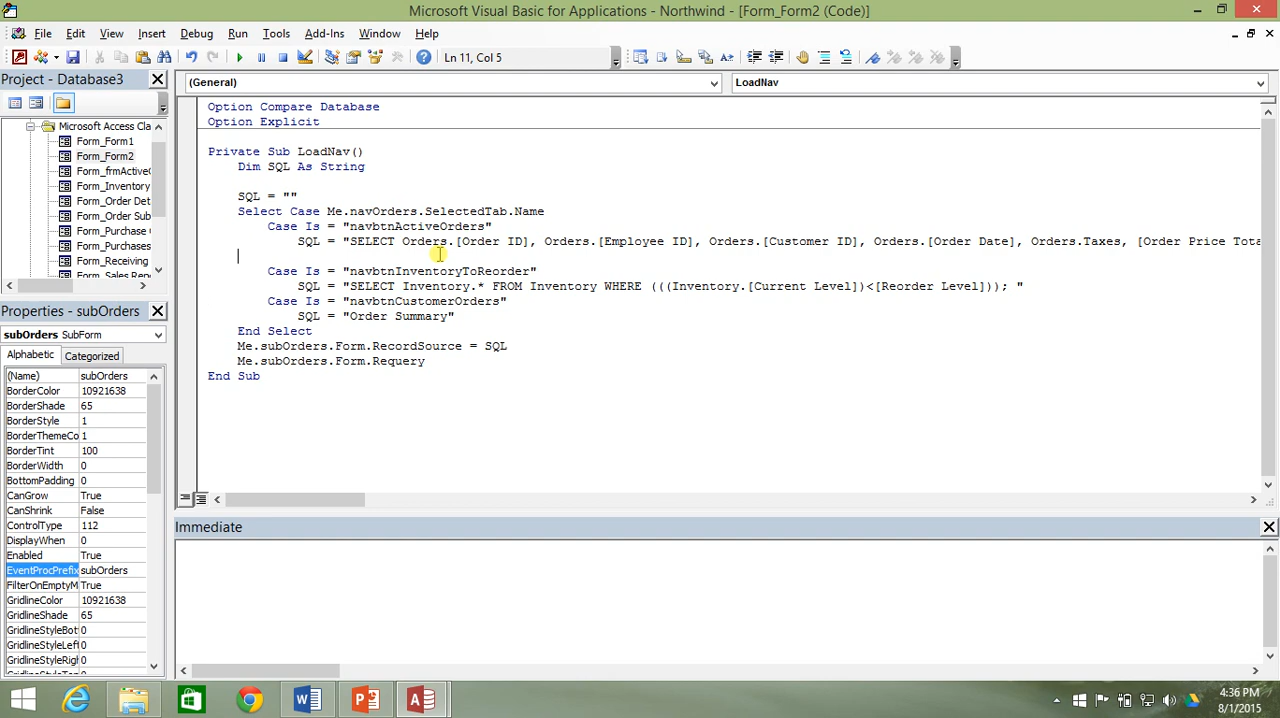 Microsoft Visual Basic for Applications - Northwind - [Form_Form2 (Code)]
File Edit View Insert Format Debug Run Tools Add-Ins Window Help
Ln 11, Col 5
Project - Database3
Microsoft Access Cla
Form_Form1
Form_Form2
Form_frmActiveO
Form_Inventory
Form_Order Det
Form_Order Sub
Form_Purchase
Form_Purchases
Form_Receiving
Form_Sales Rep
Properties - subOrders
subOrders SubForm
Alphabetic Categorized
(Name) subOrders
BorderColor 10921638
BorderShade 65
BorderStyle 1
BorderThemeCo 1
BorderTint 100
BorderWidth 0
BottomPadding 0
CanGrow True
CanShrink False
ControlType 112
DisplayWhen 0
Enabled True
EventProcPrefix subOrders
FilterOnEmptyM True
GridlineColor 10921638
GridlineShade 65
GridlineStyleBot 0
GridlineStyleLeft 0
GridlineStyleRig 0
(General) LoadNav
Option Compare Database
Option Explicit
Private Sub LoadNav()
Dim SQL As String
SQL = ""
Select Case Me.navOrders.SelectedTab.Name
Case Is = "navbtnActiveOrders"
SQL = "SELECT Orders.[Order ID], Orders.[Employee ID], Orders.[Customer ID], Orders.[Order Date], Orders.Taxes, [Order Price Tota
Case Is = "navbtnInventoryToReorder"
SQL = "SELECT Inventory.* FROM Inventory WHERE (((Inventory.[Current Level])<[Reorder Level])); "
Case Is = "navbtnCustomerOrders"
SQL = "Order Summary"
End Select
Me.subOrders.Form.RecordSource = SQL
Me.subOrders.Form.Requery
End Sub
Immediate
4:36 PM
8/1/2015